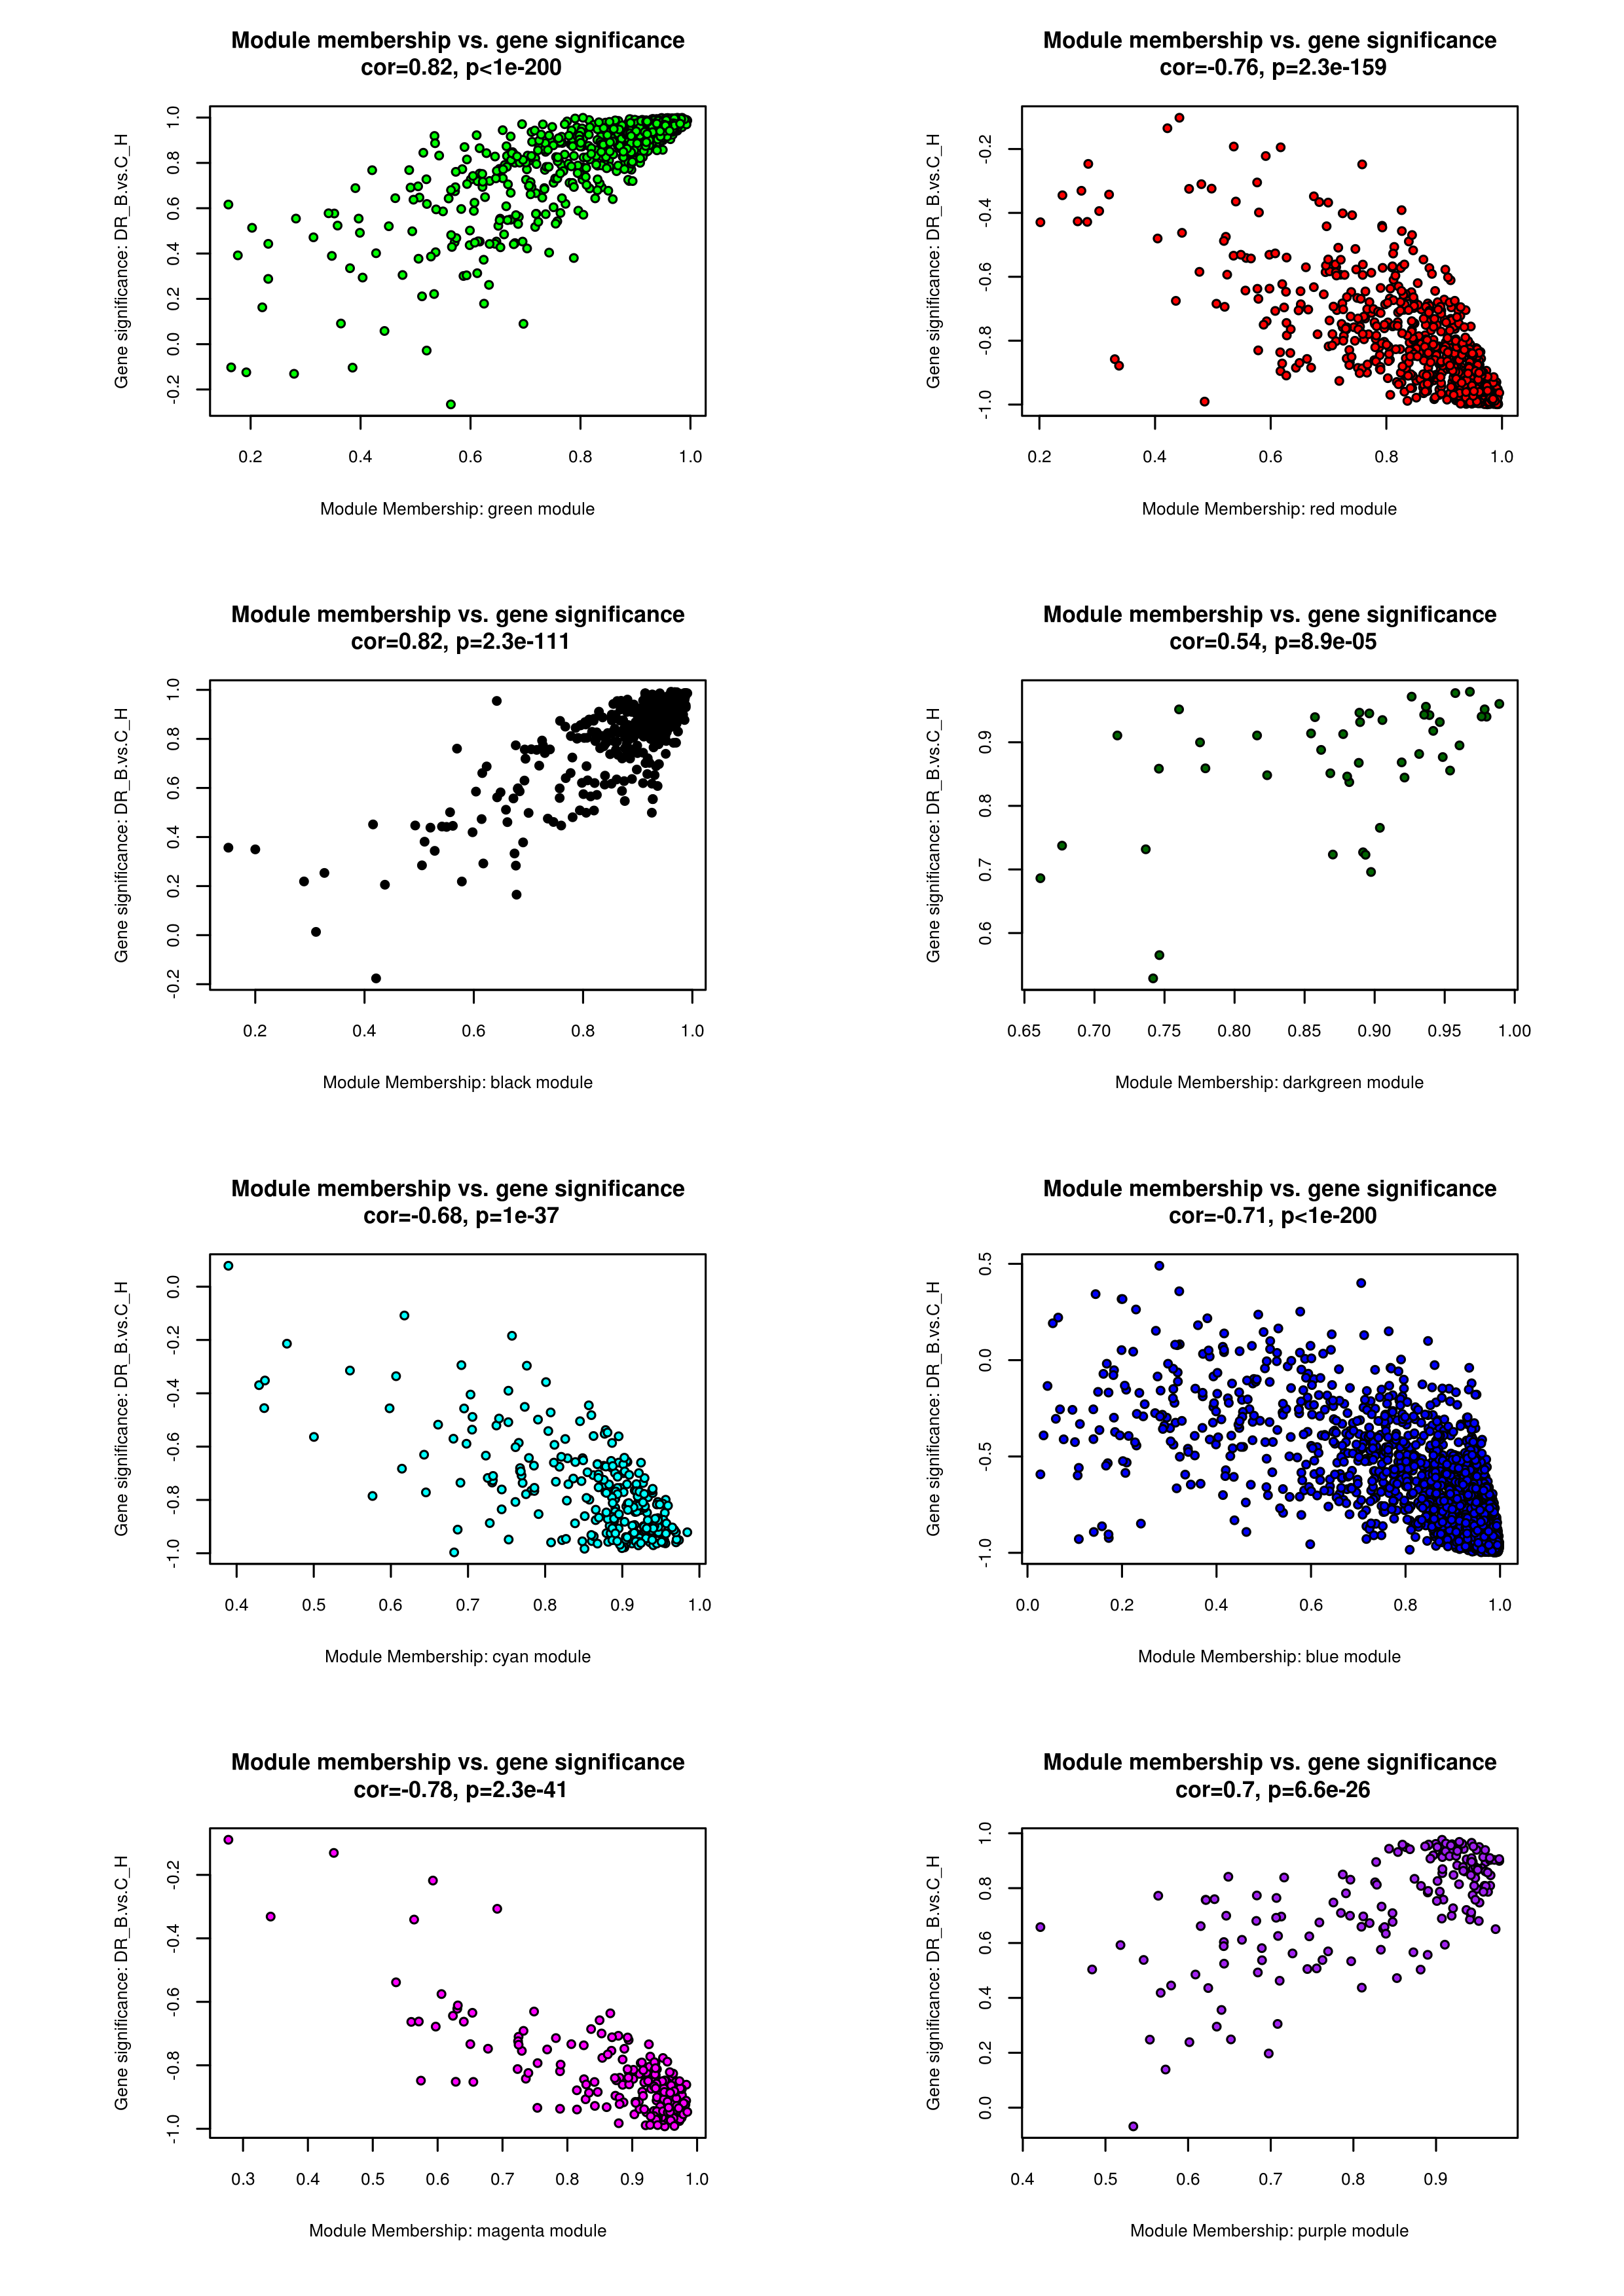 Module membership vs. gene significance
cor=0.82, p<1e-200
Gene significance: DR_B.vs.C_H
1.0
0.8
0.6
0.4
0.2
0.0
-0.2
0.2 0.4 0.6 0.8 1.0
Module Membership: green module
Module membership vs. gene significance
cor=-0.76, p=2.3e-159
Gene significance: DR_B.vs.C_H
-0.2
-0.4
-0.6
-0.8
-1.0
0.2 0.4 0.6 0.8 1.0
Module Membership: red module
Module membership vs. gene significance
cor=0.82, p=2.3e-111
Gene significance: DR_B.vs.C_H
1.0
0.8
0.6
0.4
0.2
0.0
-0.2
0.2 0.4 0.6 0.8 1.0
Module Membership: black module
Module membership vs. gene significance
cor=0.54, p=8.9e-05
Gene significance: DR_B.vs.C_H
0.9
0.8
0.7
0.6
0.65 0.70 0.75 0.80 0.85 0.90 0.95 1.00
Module Membership: darkgreen module
Module membership vs. gene significance
cor=-0.68, p=1e-37
Gene significance: DR_B.vs.C_H
0.0
-0.2
-0.4
-0.6
-0.8
-1.0
0.4 0.5 0.6 0.7 0.8 0.9 1.0
Module Membership: cyan module
Module membership vs. gene significance
cor=-0.71, p<1e-200
Gene significance: DR_B.vs.C_H
0.5
0.0
-0.5
-1.0
0.0 0.2 0.4 0.6 0.8 1.0
Module Membership: blue module
Module membership vs. gene significance
cor=-0.78, p=2.3e-41
Gene significance: DR_B.vs.C_H
-0.2
-0.4
-0.6
-0.8
-1.0
0.3 0.4 0.5 0.6 0.7 0.8 0.9 1.0
Module Membership: magenta module
Module membership vs. gene significance
cor=0.7, p=6.6e-26
Gene significance: DR_B.vs.C_H
1.0
0.8
0.6
0.4
0.2
0.0
0.4 0.5 0.6 0.7 0.8 0.9
Module Membership: purple module